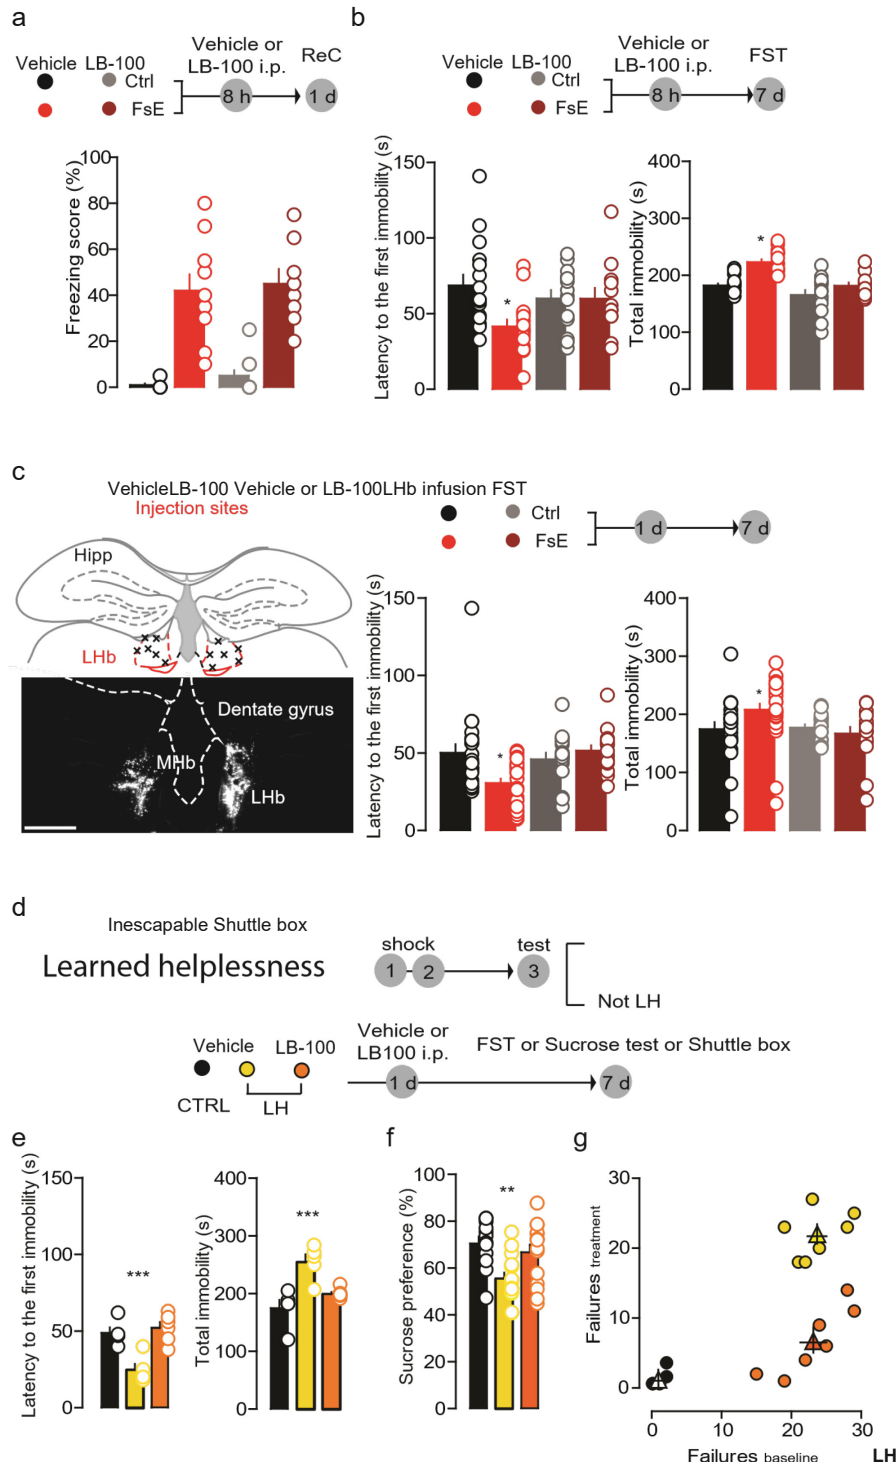 a
Vehicle LB-100
Ctrl
FsE
Vehicle or
LB-100 i.p.
8 h
ReC
1 d
Freezing score (%)
100
80
60
40
20
0
b
Vehicle LB-100
Ctrl
FsE
Vehicle or
LB-100 i.p.
8 h
FST
7 d
Latency to the first immobility (s)
150
100
50
0
*
Total immobility (s)
400
300
200
100
0
*
c
VehicleLB-100 Vehicle or LB-100LHb infusion FST
Injection sites
Ctrl
FsE
1 d
7 d
Hipp
LHb
Dentate gyrus
MHb
LHb
Latency to the first immobility (s)
150
100
50
0
*
Total immobility (s)
400
300
200
100
0
*
d
Inescapable Shuttle box
Learned helplessness
shock
1
2
test
3
Not LH
Vehicle
LB-100
CTRL
LH
Vehicle or
LB100 i.p.
1 d
FST or Sucrose test or Shuttle box
7 d
e
Latency to the first immobility (s)
150
100
50
0
***
Total immobility (s)
400
300
200
100
0
***
f
Sucrose preference (%)
100
80
60
40
20
0
**
g
Failures treatment
30
20
10
0
0
10
20
30
Failures baseline
LH